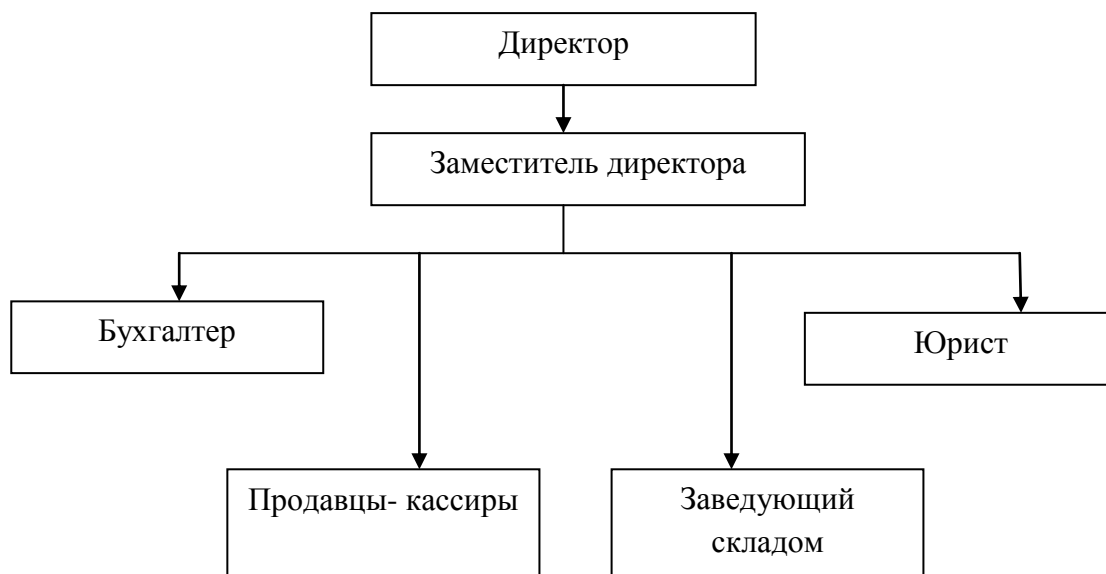 Директор
Заместитель директора
Бухгалтер
Юрист
Продавцы- кассиры
Заведующий
складом